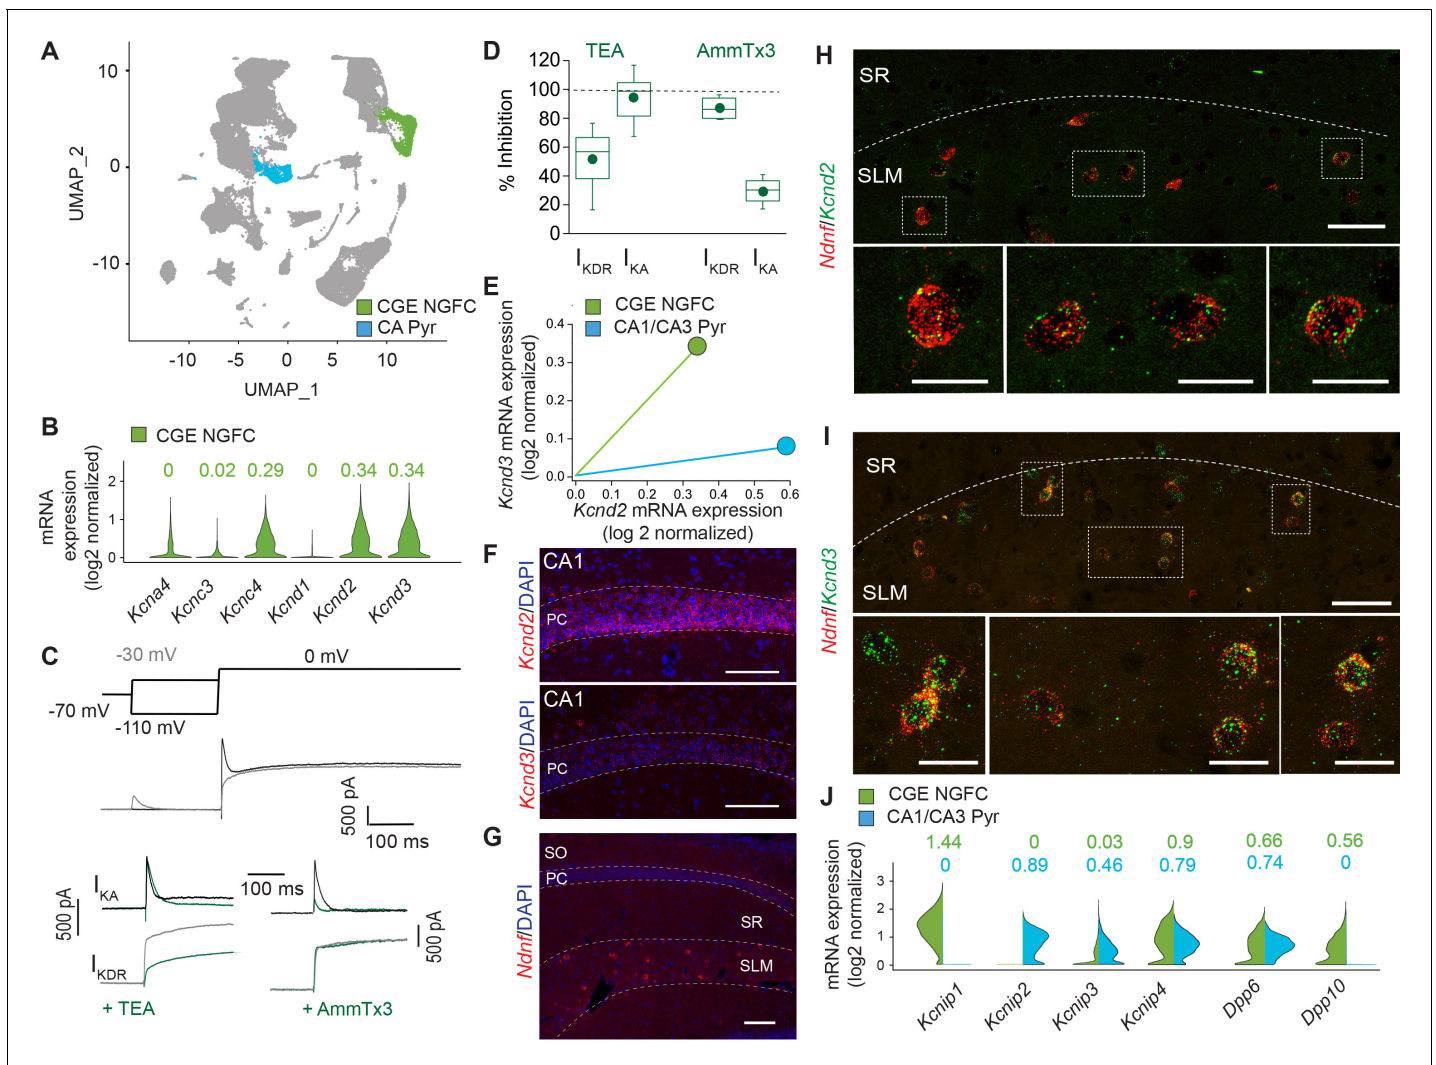 A
10
0
-10
UMAP_2
-10
-5
0
5
10
UMAP_1
CGE NGFC
CA Pyr
B
CGE NGFC
0
0.02
0.29
0
0.34
0.34
mRNA
expression
(log2 normalized)
2
1
0
Kcna4
Kcnc3
Kcnc4
Kcnd1
Kcnd2
Kcnd3
C
-30 mV
0 mV
-70 mV
-110 mV
500 pA
100 ms
IKA
500 pA
100 ms
IKDR
500 pA
+ TEA
+ AmmTx3
D
TEA
AmmTx3
% Inhibition
120
100
80
60
40
20
0
IKDR
IKA
IKDR
IKA
E
CGE NGFC
CA1/CA3 Pyr
Kcnd3 mRNA expression
(log2 normalized)
0.4
0.3
0.2
0.1
0.0
0.0
0.1
0.2
0.3
0.4
0.5
0.6
Kcnd2 mRNA expression
(log 2 normalized)
F
CA1
PC
Kcnd2/DAPI
CA1
PC
Kcnd3/DAPI
G
SO
PC
SR
SLM
Ndnf/DAPI
H
SR
SLM
Ndnf/Kcnd2
I
SR
SLM
Ndnf/Kcnd3
J
CGE NGFC
CA1/CA3 Pyr
1.44
0
0.03
0.9
0.66
0.56
0
0.89
0.46
0.79
0.74
0
mRNA expression
(log2 normalized)
3
2
1
0
Kcnip1
Kcnip2
Kcnip3
Kcnip4
Dpp6
Dpp10